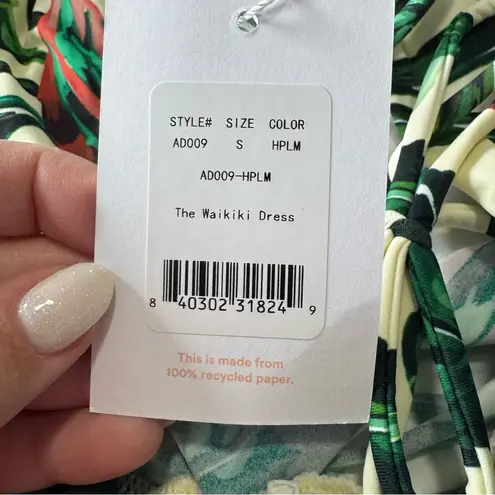 STYLE# SIZE COLOR
AD009 S HPLM
AD009-HPLM
The Waikiki Dress
8 40302 31824 9
This is made from
100% recycled paper.